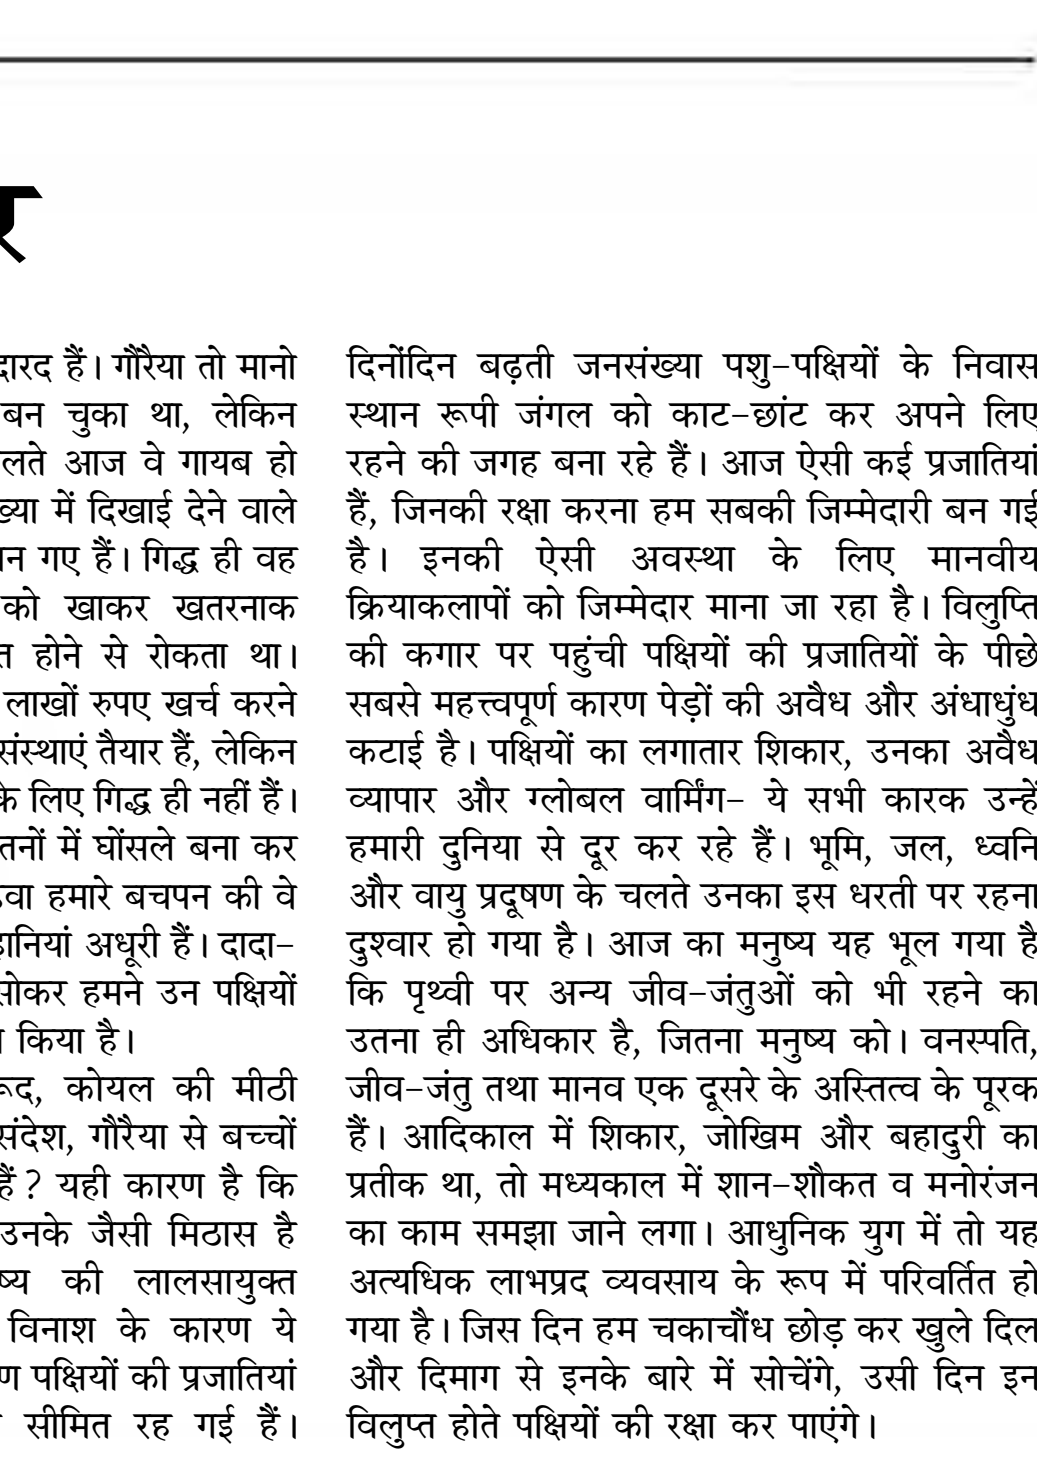 दारद हैं। गौरैया तो मानो
बन चुका था, लेकिन
आज वे गायब हो
में दिखाई देने वाले
गए हैं। गिद्ध ही वह
को खाकर खतरनाक
होने से रोकता था।
लाखों रुपए खर्च करने
संस्थाएं तैयार हैं, लेकिन
के लिए गिद्ध ही नहीं हैं।
में घोंसले बना कर
हमारे बचपन की वे
अधूरी हैं। दादा-
सोकर हमने उन पक्षियों
किया है।
कोयल की मीठी
संदेश, गौरैया से बच्चों
हैं? यही कारण है कि
उनके जैसी मिठास है
की लालसायुक्त
विनाश के कारण ये
पक्षियों की प्रजातियां
सीमित रह गई हैं।
दिनोंदिन बढ़ती जनसंख्या पशु-पक्षियों के निवास
स्थान रूपी जंगल को काट-छांट कर अपने लिए
रहने की जगह बना रहे हैं। आज ऐसी कई प्रजातियां
हैं, जिनकी रक्षा करना हम सबकी जिम्मेदारी बन गई
है। इनकी ऐसी अवस्था के लिए मानवीय
क्रियाकलापों को जिम्मेदार माना जा रहा है। विलुप्ति
की कगार पर पहुंची पक्षियों की प्रजातियों के पीछे
सबसे महत्त्वपूर्ण कारण पेड़ों की अवैध और अंधाधुंध
कटाई है। पक्षियों का लगातार शिकार, उनका अवैध
व्यापार और ग्लोबल वार्मिंग- ये सभी कारक उन्हें
हमारी दुनिया से दूर कर रहे हैं। भूमि, जल, ध्वनि
और वायु प्रदूषण के चलते उनका इस धरती पर रहना
दुश्वार हो गया है। आज का मनुष्य यह भूल गया है
कि पृथ्वी पर अन्य जीव-जंतुओं को भी रहने का
उतना ही अधिकार है, जितना मनुष्य को। वनस्पति,
जीव-जंतु तथा मानव एक दूसरे के अस्तित्व के पूरक
हैं। आदिकाल में शिकार, जोखिम और बहादुरी का
प्रतीक था, तो मध्यकाल में शान-शौकत व मनोरंजन
का काम समझा जाने लगा। आधुनिक युग में तो यह
अत्यधिक लाभप्रद व्यवसाय के रूप में परिवर्तित हो
गया है। जिस दिन हम चकाचौंध छोड़ कर खुले दिल
और दिमाग से इनके बारे में सोचेंगे, उसी दिन इन
विलुप्त होते पक्षियों की रक्षा कर पाएंगे।